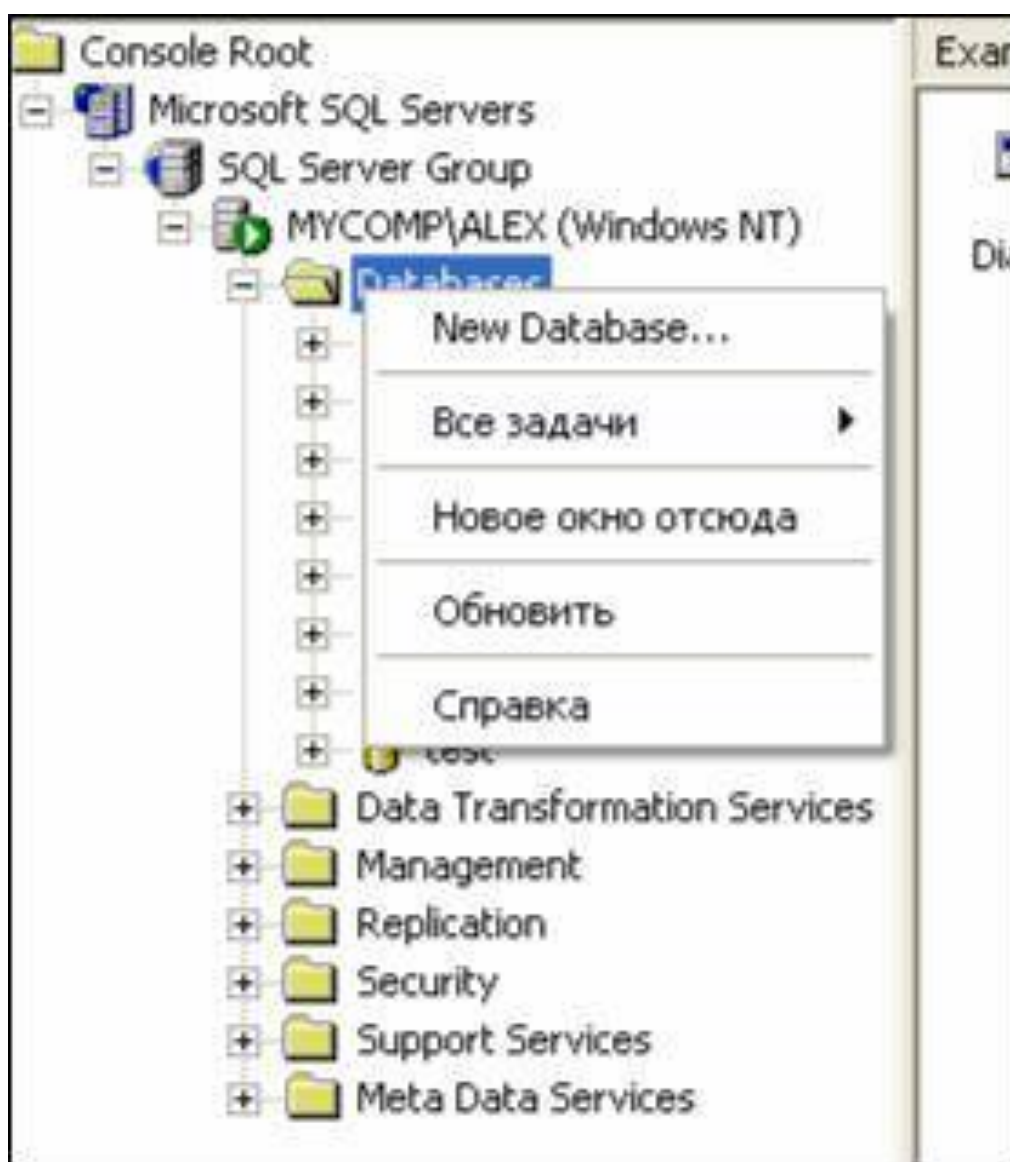 Console Root
Microsoft SQL Servers
SQL Server Group
MYCOMP\ALEX (Windows NT)
Databases
New Database...
Все задачи
Новое окно отсюда
Обновить
Справка
test
Data Transformation Services
Management
Replication
Security
Support Services
Meta Data Services